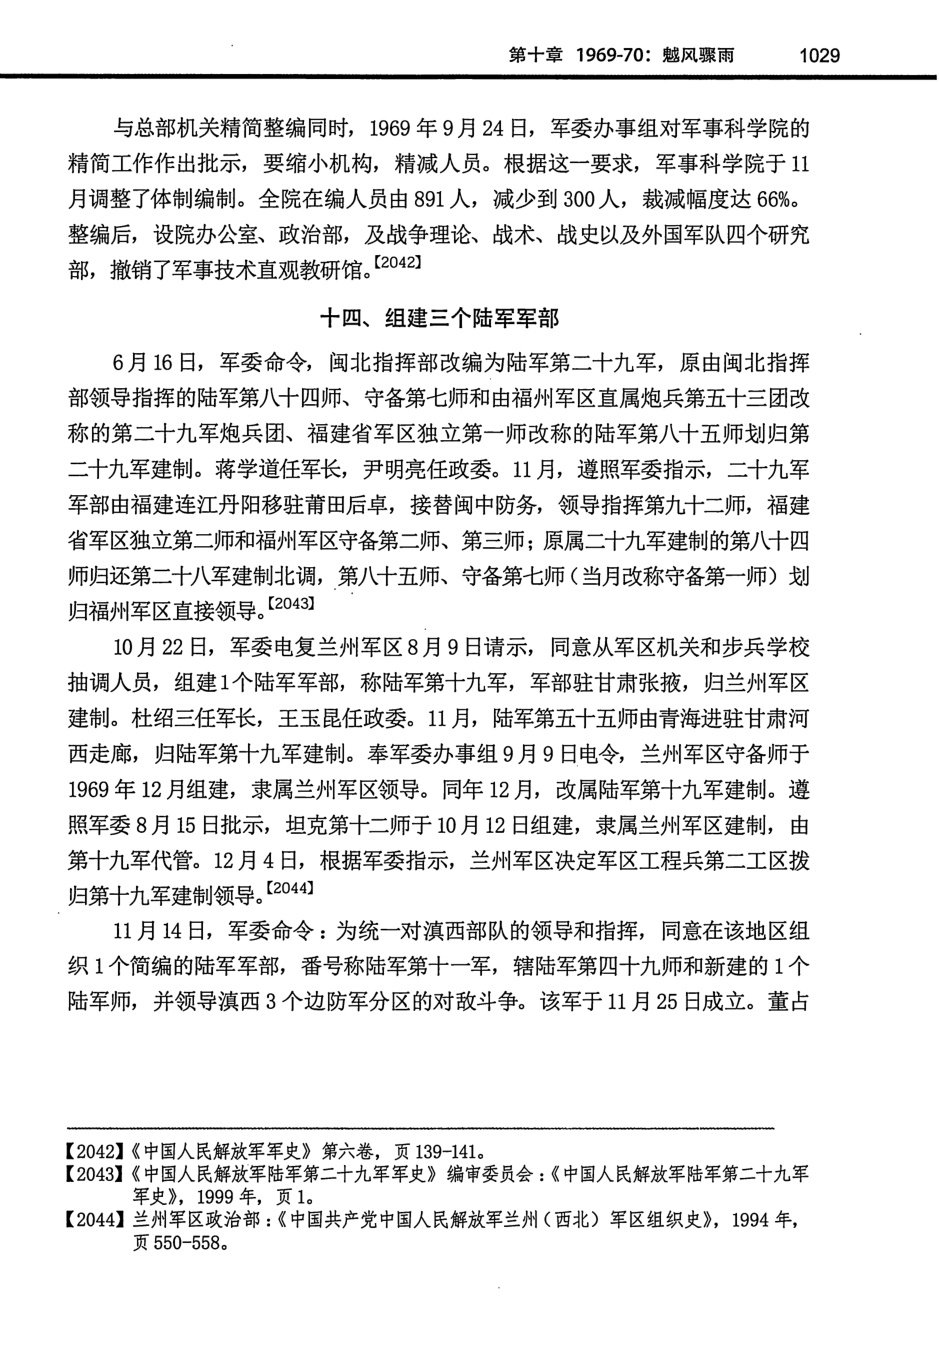 第十章 1969-70：魆风骤雨 1029
与总部机关精简整编同时，1969 年 9 月 24 日，军委办事组对军事科学院的
精简工作作出批示，要缩小机构，精减人员。根据这一要求，军事科学院于 11
月调整了体制编制。全院在编人员由 891 人，减少到 300 人，裁减幅度达 66%。
整编后，设院办公室、政治部，及战争理论、战术、战史以及外国军队四个研究
部，撤销了军事技术直观教研馆。【2042】
十四、组建三个陆军军部
6 月 16 日，军委命令，闽北指挥部改编为陆军第二十九军，原由闽北指挥
部领导指挥的陆军第八十四师、守备第七师和由福州军区直属炮兵第五十三团改
称的第二十九军炮兵团、福建省军区独立第一师改称的陆军第八十五师划归第
二十九军建制。蒋学道任军长，尹明亮任政委。11 月，遵照军委指示，二十九军
军部由福建连江丹阳移驻莆田后卓，接替闽中防务，领导指挥第九十二师，福建
省军区独立第二师和福州军区守备第二师、第三师；原属二十九军建制的第八十四
师归还第二十八军建制北调，第八十五师、守备第七师（当月改称守备第一师）划
归福州军区直接领导。【2043】
10 月 22 日，军委电复兰州军区 8 月 9 日请示，同意从军区机关和步兵学校
抽调人员，组建1个陆军军部，称陆军第十九军，军部驻甘肃张掖，归兰州军区
建制。杜绍三任军长，王玉昆任政委。11 月，陆军第五十五师由青海进驻甘肃河
西走廊，归陆军第十九军建制。奉军委办事组 9 月 9 日电令，兰州军区守备师于
1969 年 12 月组建，隶属兰州军区领导。同年 12 月，改属陆军第十九军建制。遵
照军委 8 月 15 日批示，坦克第十二师于 10 月 12 日组建，隶属兰州军区建制，由
第十九军代管。12 月 4 日，根据军委指示，兰州军区决定军区工程兵第二工区拨
归第十九军建制领导。【2044】
11 月 14 日，军委命令：为统一对滇西部队的领导和指挥，同意在该地区组
织 1 个简编的陆军军部，番号称陆军第十一军，辖陆军第四十九师和新建的 1 个
陆军师，并领导滇西 3 个边防军分区的对敌斗争。该军于 11 月 25 日成立。董占
【2042】《中国人民解放军军史》第六卷，页 139-141。
【2043】《中国人民解放军陆军第二十九军军史》编审委员会：《中国人民解放军陆军第二十九军
军史》，1999 年，页 1。
【2044】兰州军区政治部：《中国共产党中国人民解放军兰州（西北）军区组织史》，1994 年，
页 550-558。